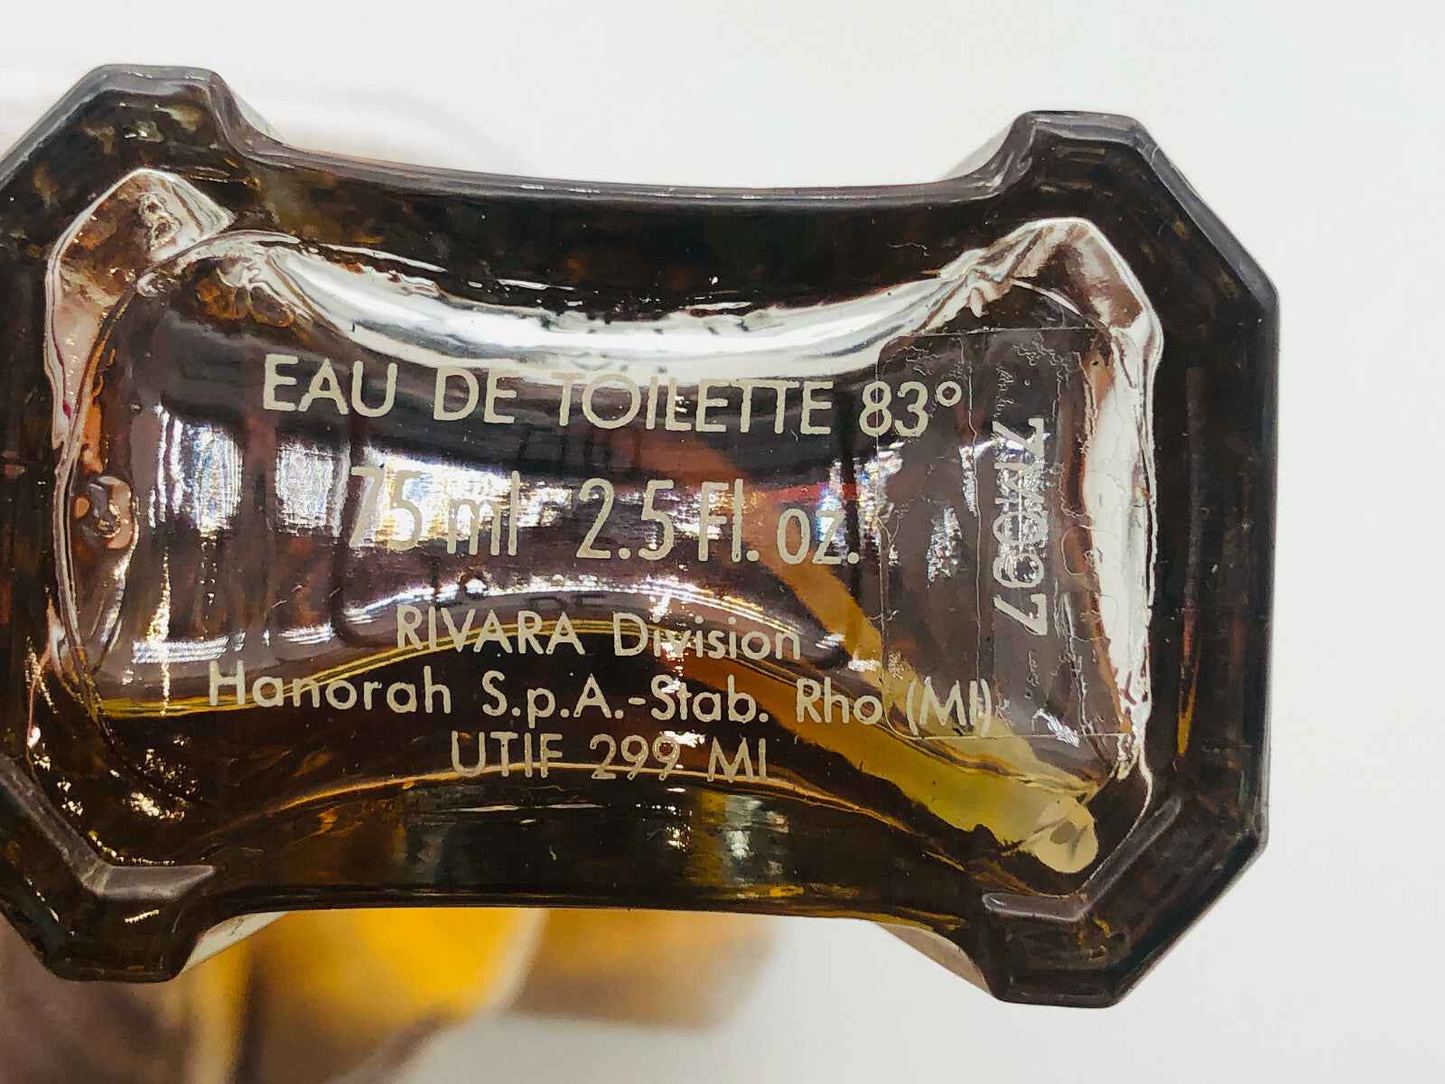 EAU DE TOILETTE 83°
75 ml 2.5 Fl. oz.
RIVARA Division
Hanorah S.p.A.-Stab. Rho (MI)
UTIF 299 MI